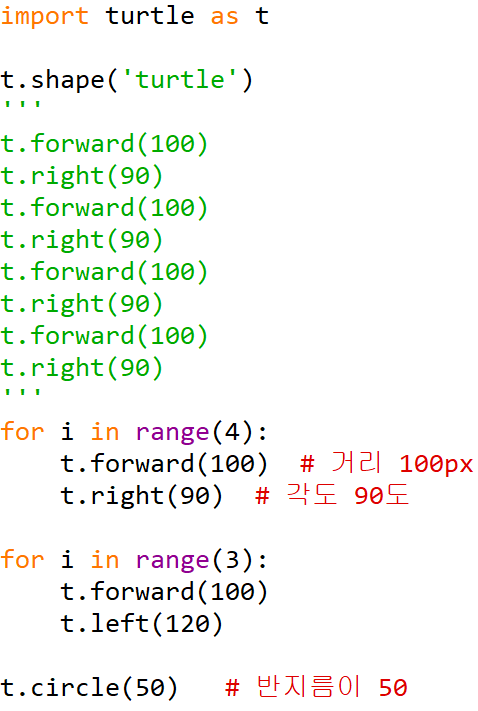 import turtle as t

t.shape('turtle')
'''
t.forward(100)
t.right(90)
t.forward(100)
t.right(90)
t.forward(100)
t.right(90)
t.forward(100)
t.right(90)
'''
for i in range(4):
    t.forward(100)  # 거리 100px
    t.right(90)  # 각도 90도

for i in range(3):
    t.forward(100)
    t.left(120)

t.circle(50)   # 반지름이 50